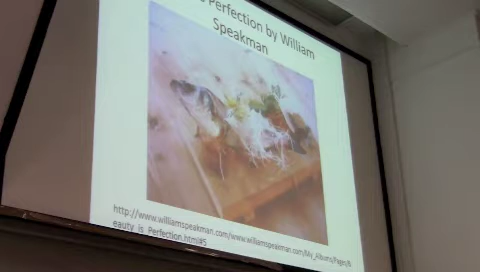 Perfection by William
Speakman
http://www.williamspeakman.com/www.williamspeakman.com/My_Albums/Pages/B
eauty_is_Perfection.html#5